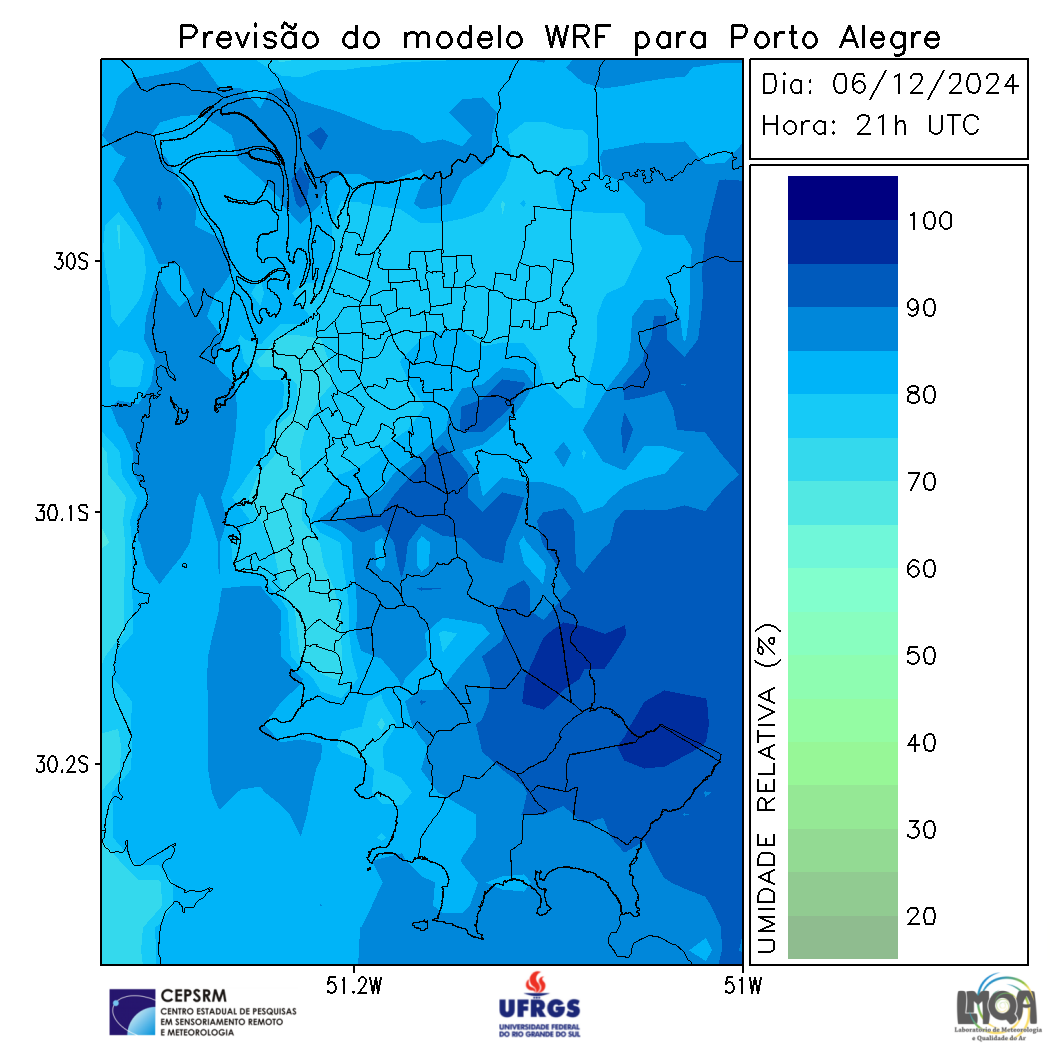 Previsão do modelo WRF para Porto Alegre
Dia: 06/12/2024
Hora: 21h UTC
30S
30.1S
30.2S
51.2W
51W
100
90
80
70
60
50
40
30
20
UMIDADE RELATIVA (%)
CEPSRM
CENTRO ESTADUAL DE PESQUISAS
EM SENSORIAMENTO REMOTO
E METEOROLOGIA
UFRGS
UNIVERSIDADE FEDERAL
DO RIO GRANDE DO SUL
LMQA
Laboratório de Meteorologia
e Qualidade do Ar